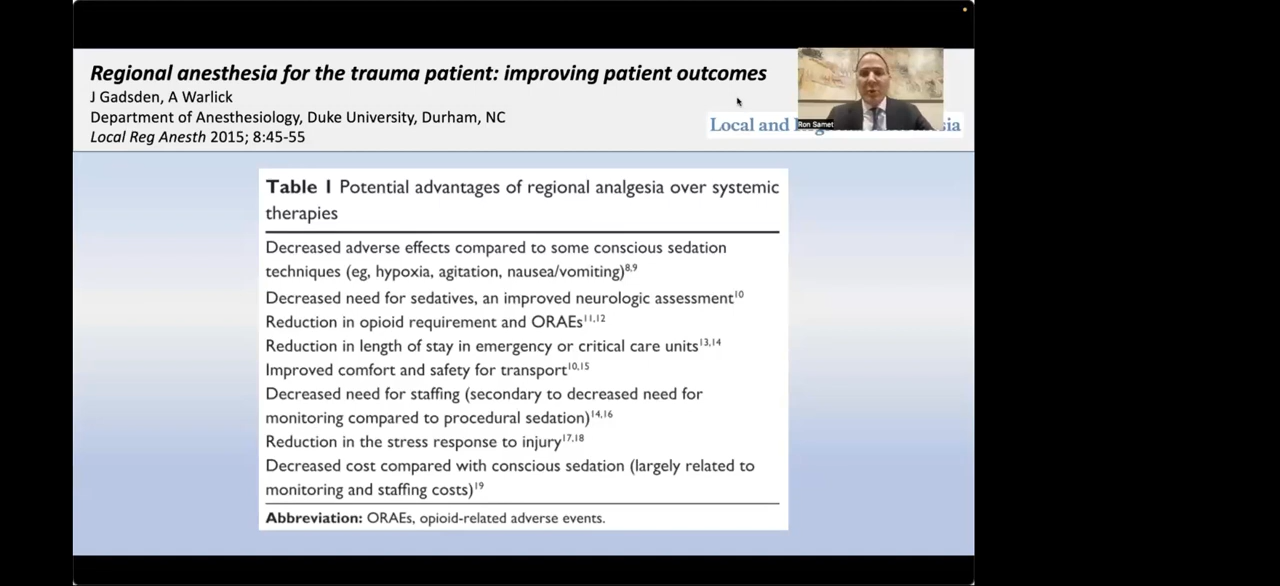 Regional anesthesia for the trauma patient: improving patient outcomes
J Gadsden, A Warlick
Department of Anesthesiology, Duke University, Durham, NC
Local Reg Anesth 2015; 8:45-55
Local and
ia
Ron Samet
Table 1 Potential advantages of regional analgesia over systemic
therapies
Decreased adverse effects compared to some conscious sedation
techniques (eg, hypoxia, agitation, nausea/vomiting)8,9
Decreased need for sedatives, an improved neurologic assessment10
Reduction in opioid requirement and ORAEs11,12
Reduction in length of stay in emergency or critical care units13,14
Improved comfort and safety for transport10,15
Decreased need for staffing (secondary to decreased need for
monitoring compared to procedural sedation)14,16
Reduction in the stress response to injury17,18
Decreased cost compared with conscious sedation (largely related to
monitoring and staffing costs)19
Abbreviation: ORAEs, opioid-related adverse events.